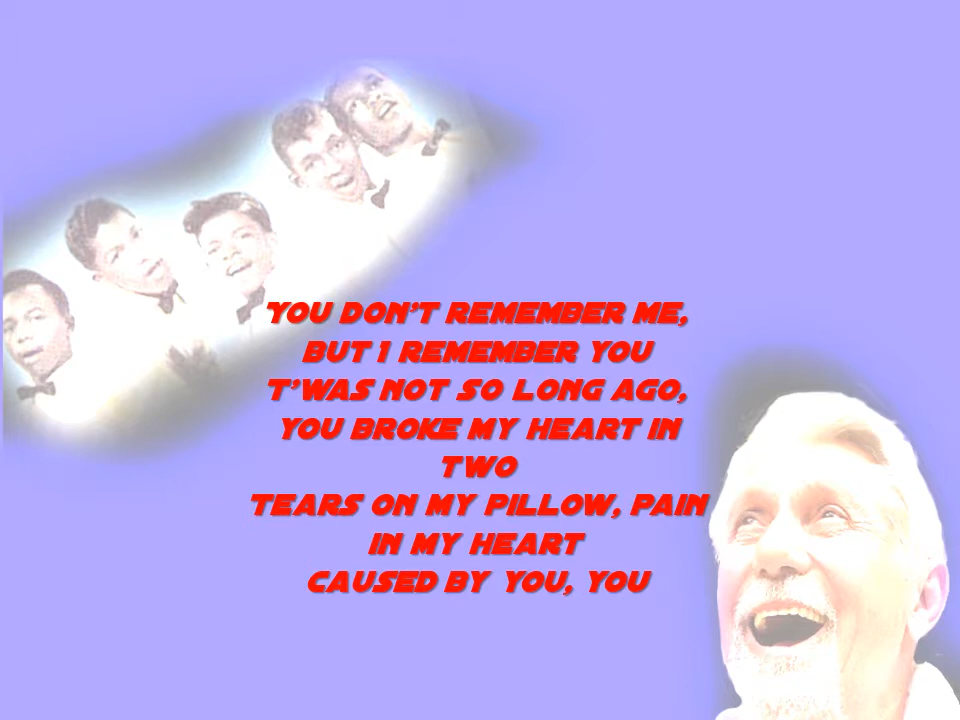 YOU DON'T REMEMBER ME,
BUT I REMEMBER YOU
T'WAS NOT SO LONG AGO,
YOU BROKE MY HEART IN
TWO
TEARS ON MY PILLOW, PAIN
IN MY HEART
CAUSED BY YOU, YOU